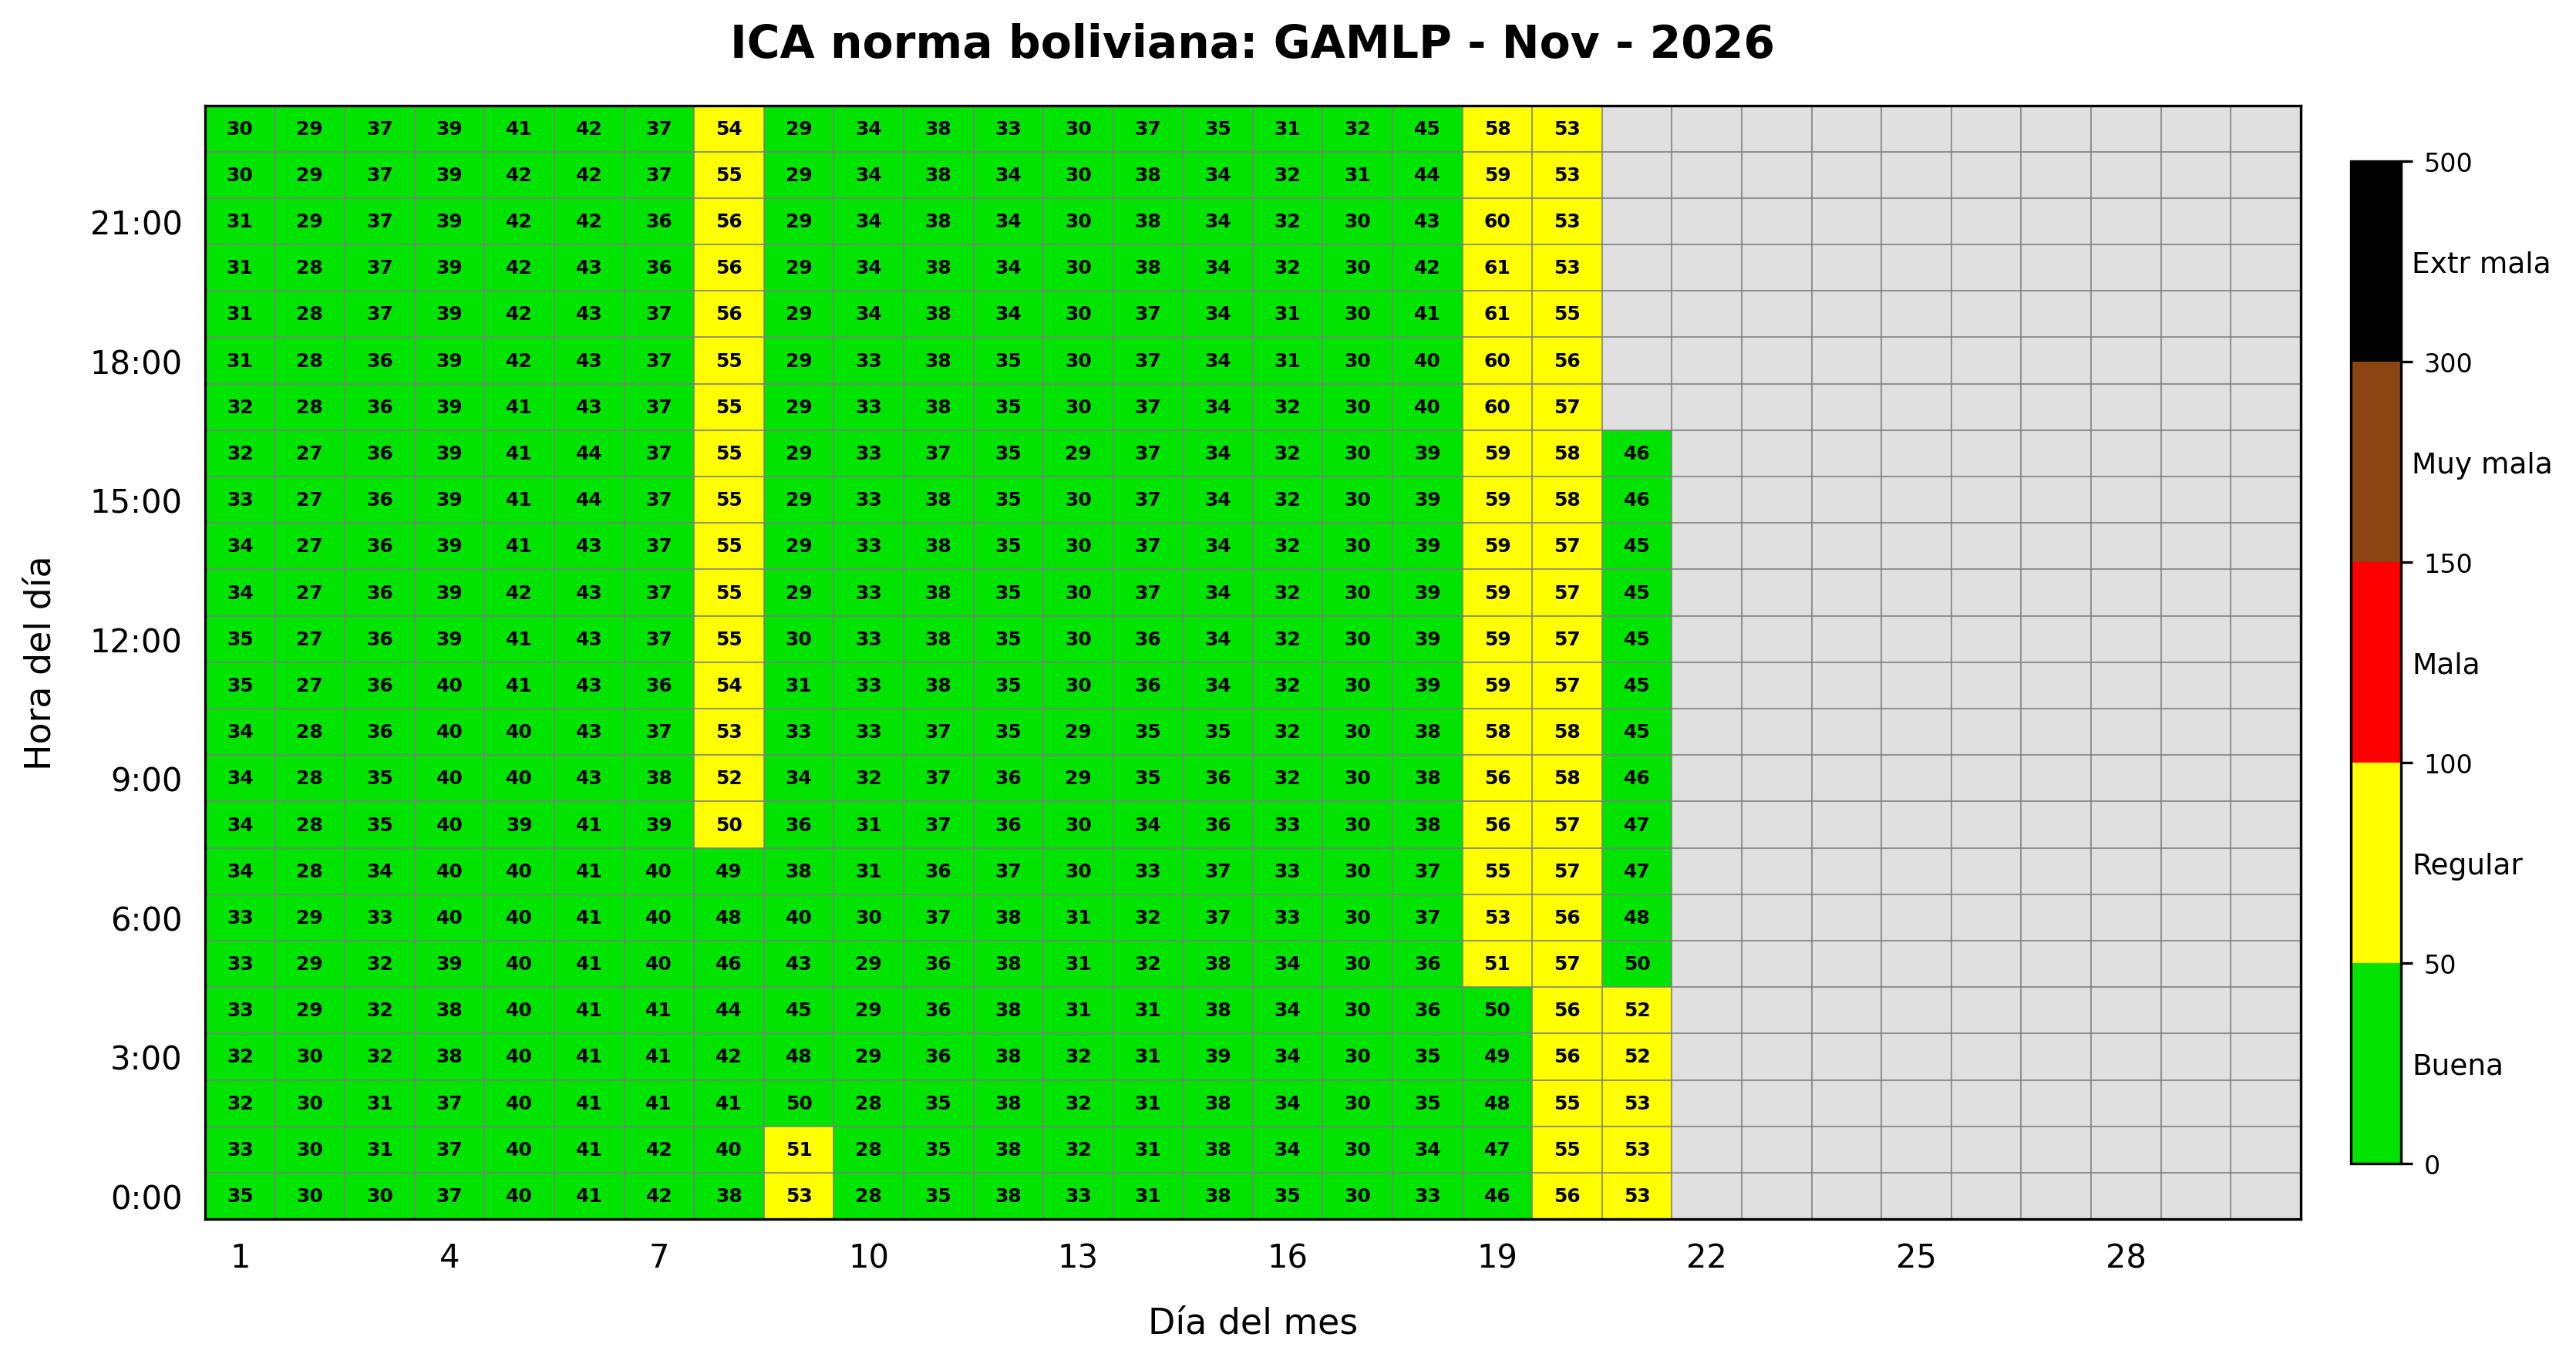 ICA norma boliviana: GAMLP - Nov - 2026
30 29 37 39 41 42 37 54 29 34 38 33 30 37 35 31 32 45 58 53
30 29 37 39 42 42 37 55 29 34 38 34 30 38 34 32 31 44 59 53
21:00 31 29 37 39 42 42 36 56 29 34 38 34 30 38 34 32 30 43 60 53
31 28 37 39 42 43 36 56 29 34 38 34 30 38 34 32 30 42 61 53
31 28 37 39 42 43 37 56 29 34 38 34 30 37 34 31 30 41 61 55
18:00 31 28 36 39 42 43 37 55 29 33 38 35 30 37 34 31 30 40 60 56
32 28 36 39 41 43 37 55 29 33 38 35 30 37 34 32 30 40 60 57
32 27 36 39 41 44 37 55 29 33 37 35 29 37 34 32 30 39 59 58 46
15:00 33 27 36 39 41 44 37 55 29 33 38 35 30 37 34 32 30 39 59 58 46
34 27 36 39 41 43 37 55 29 33 38 35 30 37 34 32 30 39 59 57 45
34 27 36 39 42 43 37 55 29 33 38 35 30 37 34 32 30 39 59 57 45
12:00 35 27 36 39 41 43 37 55 30 33 38 35 30 36 34 32 30 39 59 57 45
35 27 36 40 41 43 36 54 31 33 38 35 30 36 34 32 30 39 59 57 45
34 28 36 40 40 43 37 53 33 33 37 35 29 35 35 32 30 38 58 58 45
9:00 34 28 35 40 40 43 38 52 34 32 37 36 29 35 36 32 30 38 56 58 46
34 28 35 40 39 41 39 50 36 31 37 36 30 34 36 33 30 38 56 57 47
34 28 34 40 40 41 40 49 38 31 36 37 30 33 37 33 30 37 55 57 47
6:00 33 29 33 40 40 41 40 48 40 30 37 38 31 32 37 33 30 37 53 56 48
33 29 32 39 40 41 40 46 43 29 36 38 31 32 38 34 30 36 51 57 50
33 29 32 38 40 41 41 44 45 29 36 38 31 31 38 34 30 36 50 56 52
3:00 32 30 32 38 40 41 41 42 48 29 36 38 32 31 39 34 30 35 49 56 52
32 30 31 37 40 41 41 41 50 28 35 38 32 31 38 34 30 35 48 55 53
33 30 31 37 40 41 42 40 51 28 35 38 32 31 38 34 30 34 47 55 53
0:00 35 30 30 37 40 41 42 38 53 28 35 38 33 31 38 35 30 33 46 56 53
1 4 7 10 13 16 19 22 25 28
Día del mes
Hora del día
500
Extr mala
300
Muy mala
150
Mala
100
Regular
50
Buena
0